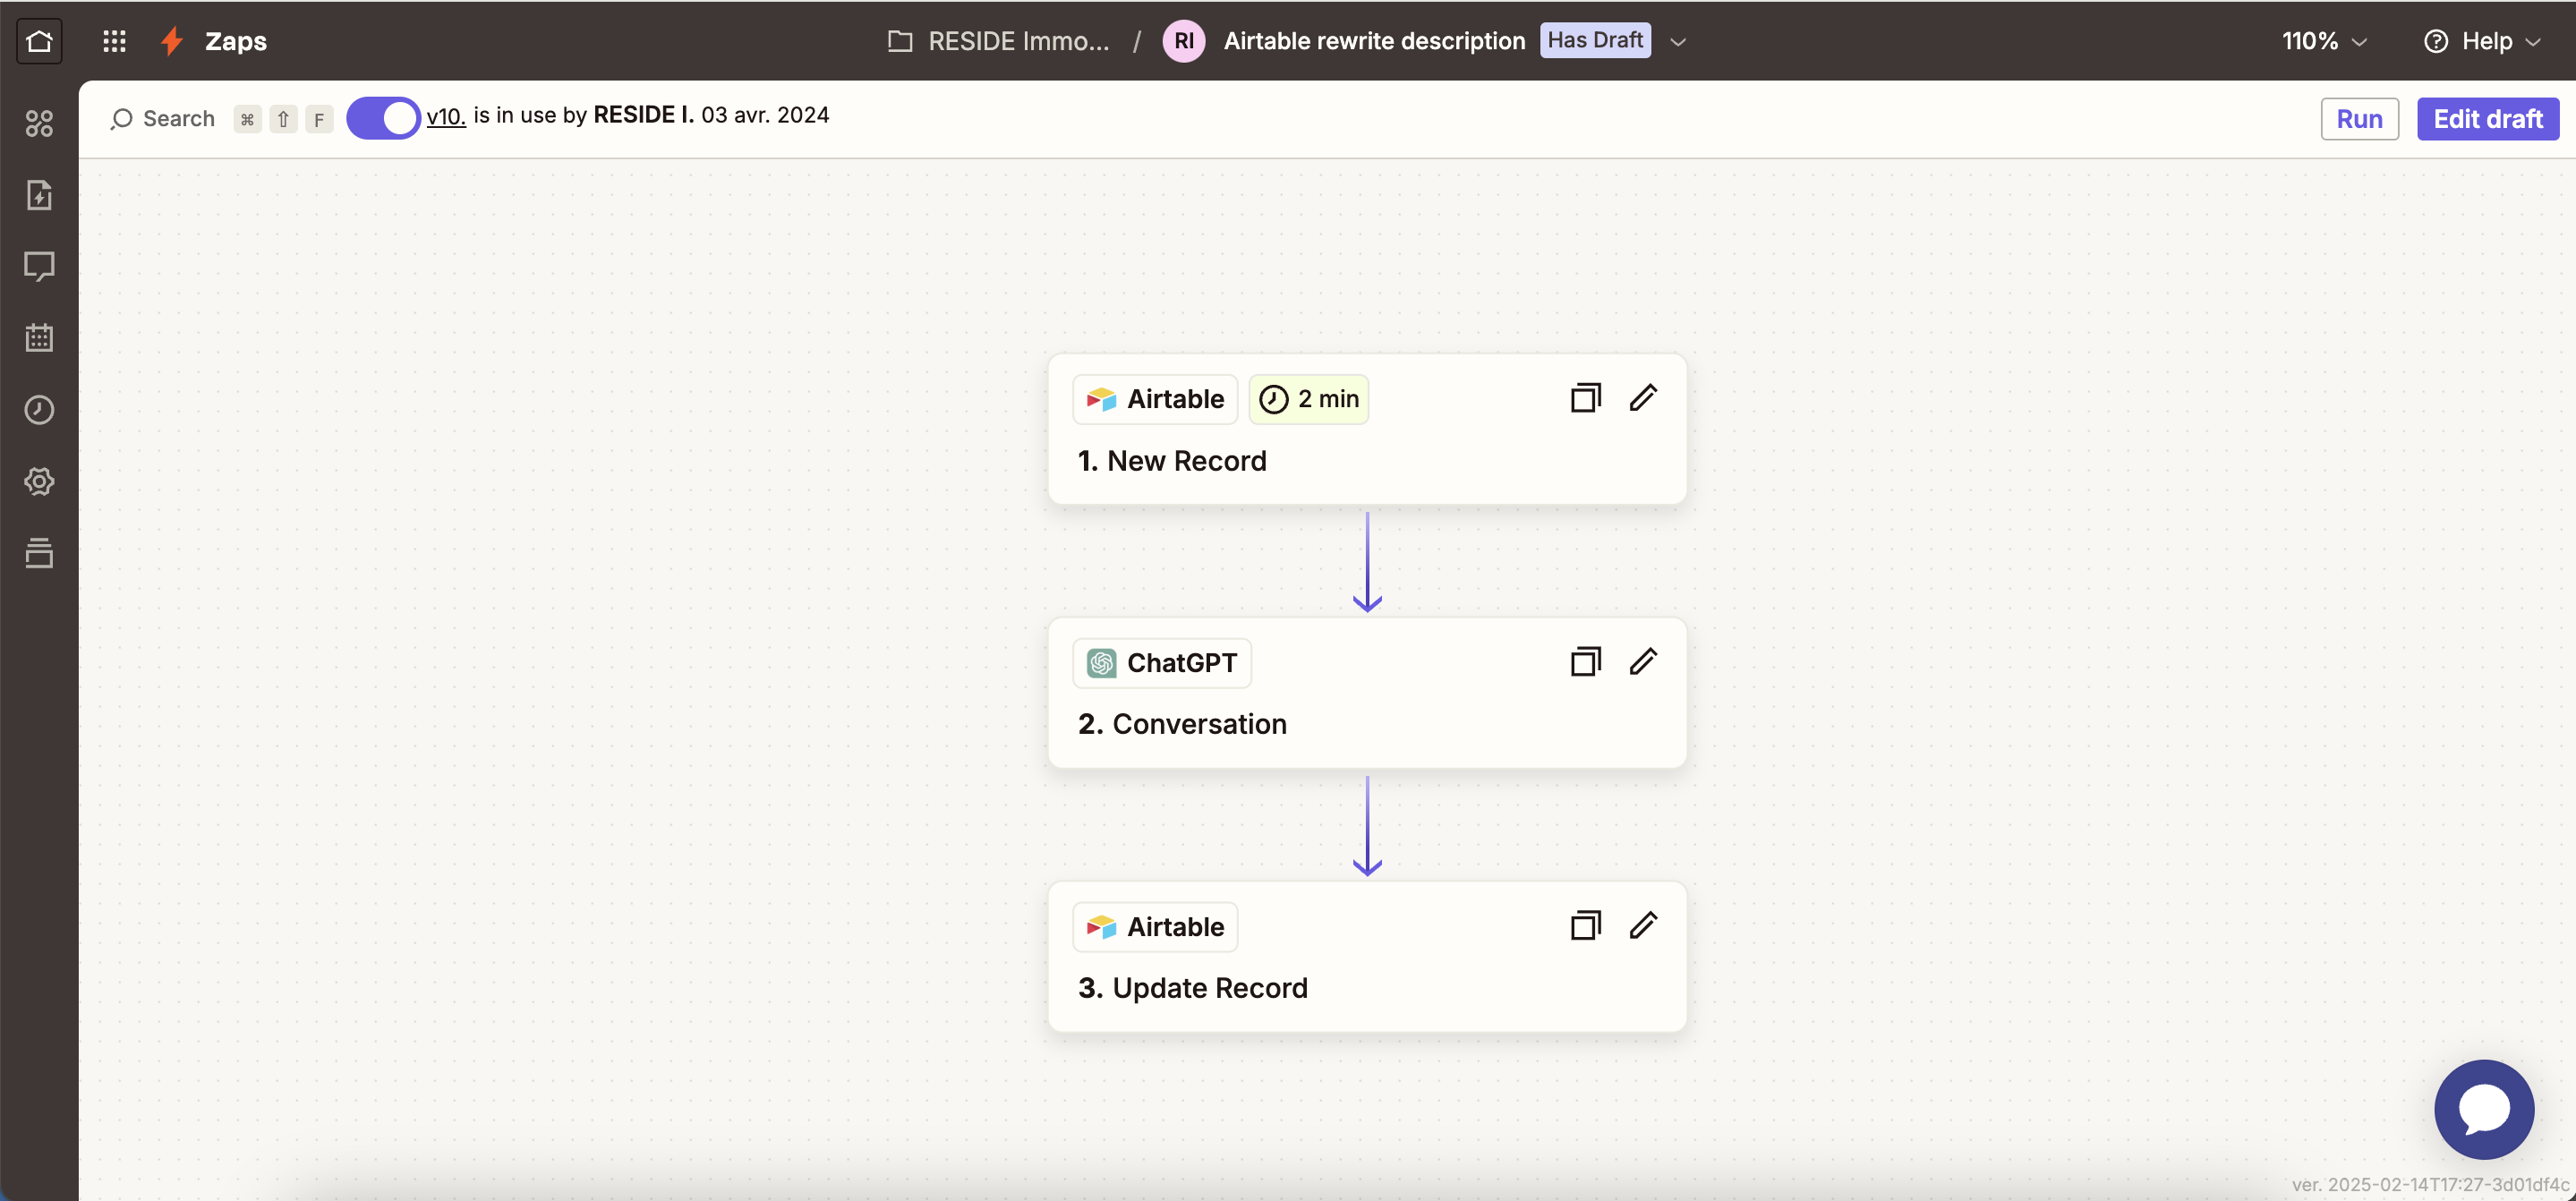 Zaps
RESIDE Immo... / RI Airtable rewrite description Has Draft
110%
Help
Search ⌘ ⇧ F
v10. is in use by RESIDE I. 03 avr. 2024
Run
Edit draft
Airtable 2 min
1. New Record
ChatGPT
2. Conversation
Airtable
3. Update Record
ver. 2025-02-14T17:27-3d01df4c